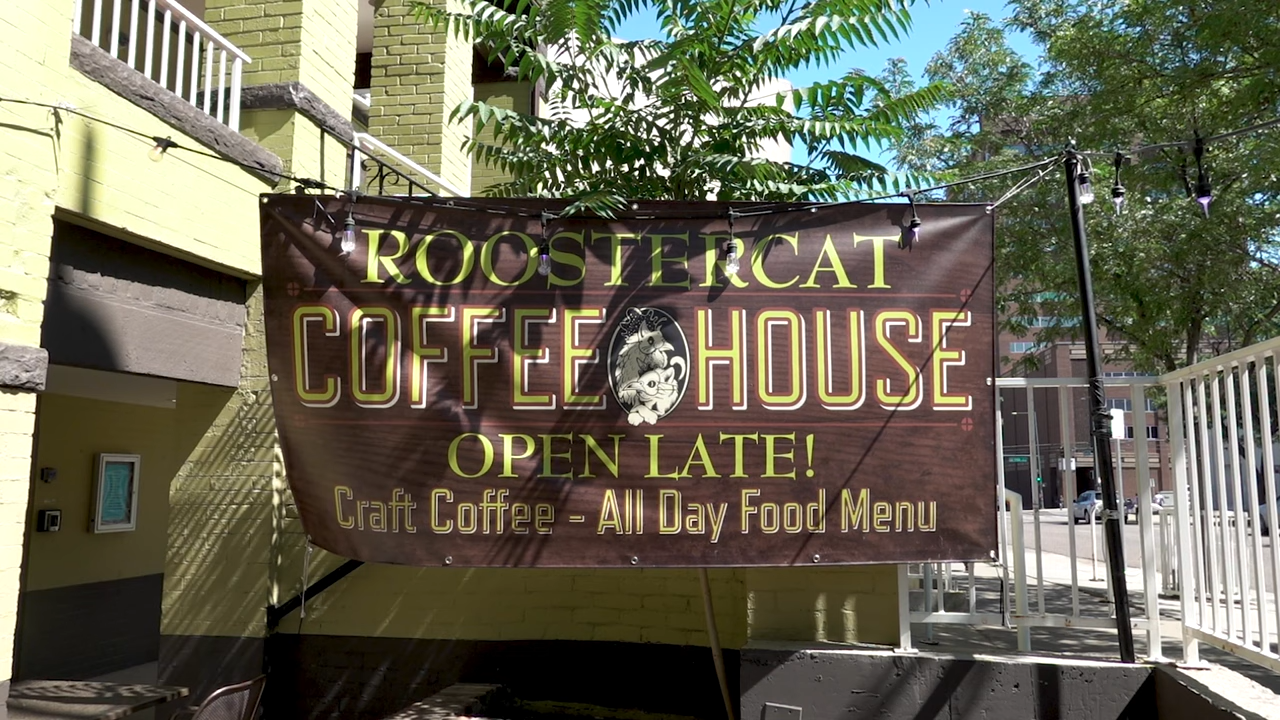 ROOSTERCAT
COFFEE HOUSE
OPEN LATE!
Craft Coffee - All Day Food Menu